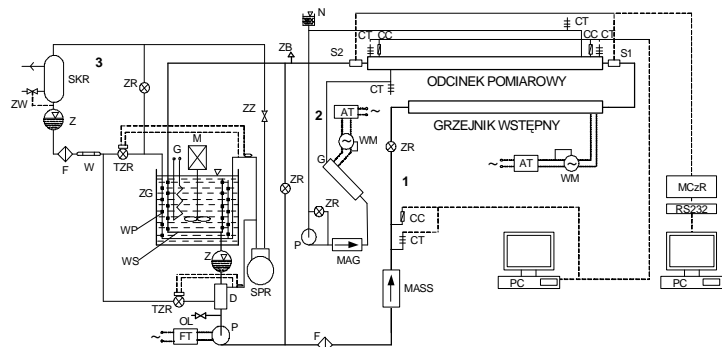 N
CT
3
ZB
S2
CT
CC
CC
CT
S1
SKR
ZR
ODCINEK POMIAROWY
ZW
Z
ZZ
CT
2
AT
GRZEJNIK WSTĘPNY
WM
ZR
F
W
TZR
G
M
G
AT
WM
1
ZG
ZR
MCzR
WP
ZR
CC
RS232
WS
P
MAG
CT
Z
SPR
TZR
D
MASS
PC
PC
OL
FT
P
F